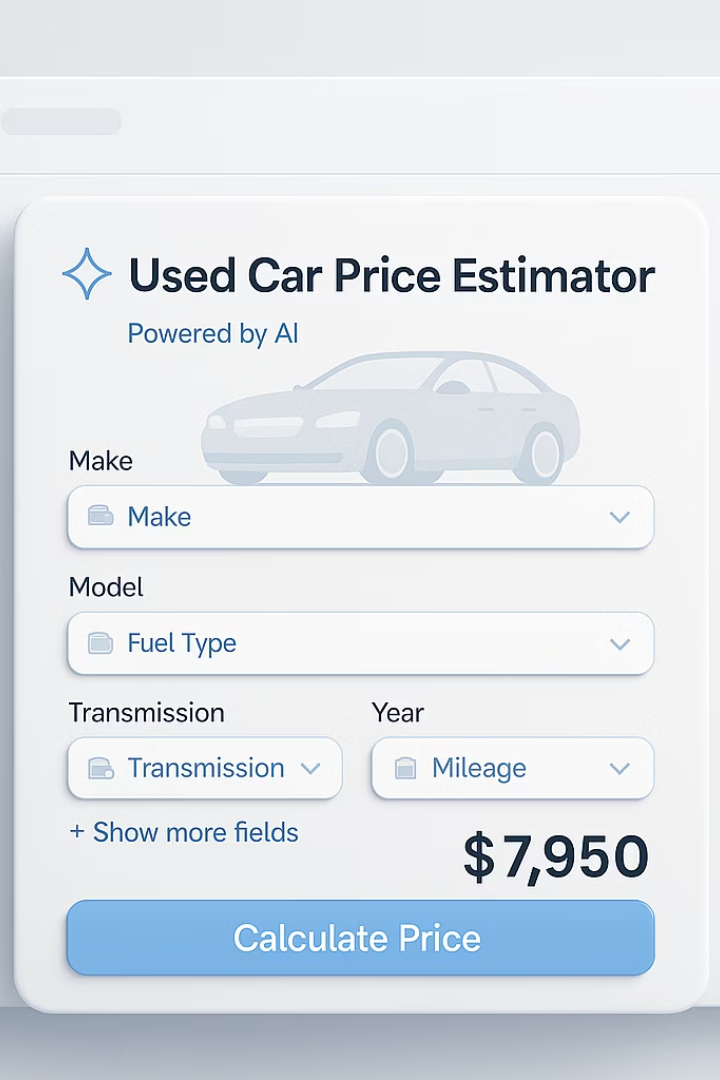 Used Car Price Estimator
Powered by AI
Make
Make
Model
Fuel Type
Transmission Year
Transmission Mileage
+ Show more fields
$7,950
Calculate Price